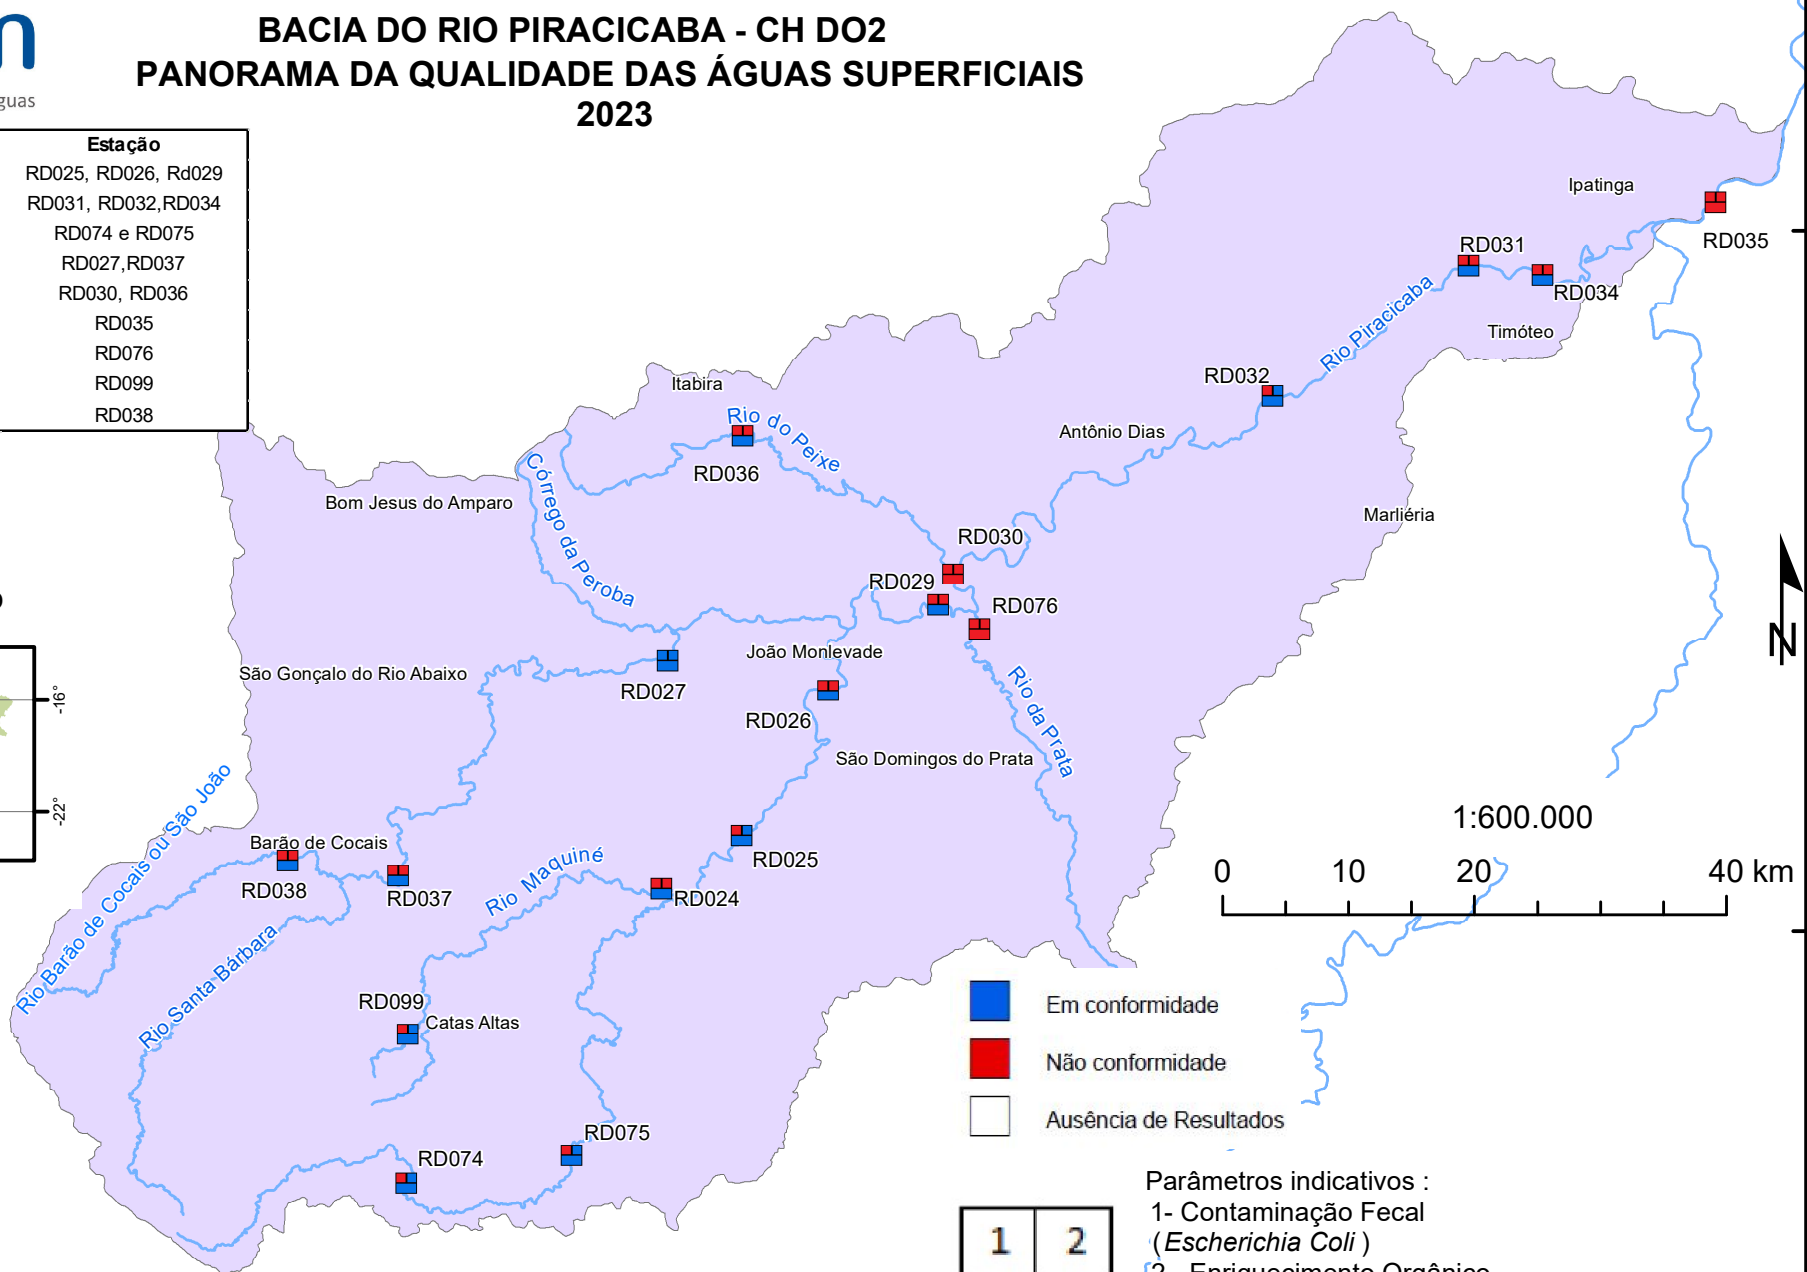 BACIA DO RIO PIRACICABA - CH DO2
PANORAMA DA QUALIDADE DAS ÁGUAS SUPERFICIAIS
2023
guas
Estação
RD025, RD026, Rd029
RD031, RD032,RD034
RD074 e RD075
RD027,RD037
RD030, RD036
RD035
RD076
RD099
RD038
Ipatinga
RD035
RD031
RD034
Timóteo
Rio Piracicaba
RD032
Antônio Dias
Marliéria
Itabira
Rio do Peixe
RD036
Córrego da Peroba
Bom Jesus do Amparo
RD030
RD029
RD076
João Monlevade
São Gonçalo do Rio Abaixo
RD027
RD026
Rio da Prata
São Domingos do Prata
N
-16°
-22°
Rio Barão de Cocais ou São João
Barão de Cocais
RD038
RD037
RD025
Rio Maquiné
RD024
Rio Santa Bárbara
RD099
Catas Altas
RD075
RD074
1:600.000
0 10 20 40 km
Em conformidade
Não conformidade
Ausência de Resultados
Parâmetros indicativos :
1- Contaminação Fecal
(Escherichia Coli )
2 - Enriquecimento Orgânico
1 2